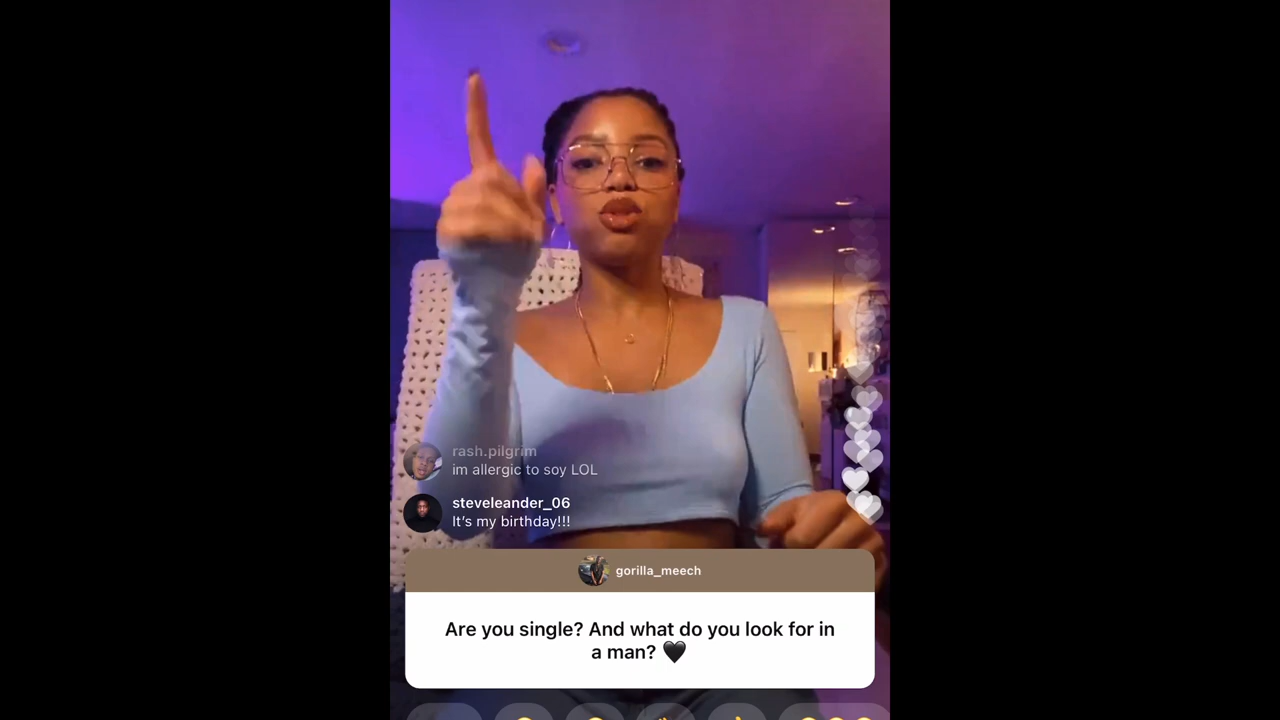 rash.pilgrim
im allergic to soy LOL
steveleander_06
It's my birthday!!!
gorilla_meech
Are you single? And what do you look for in
a man? 🖤